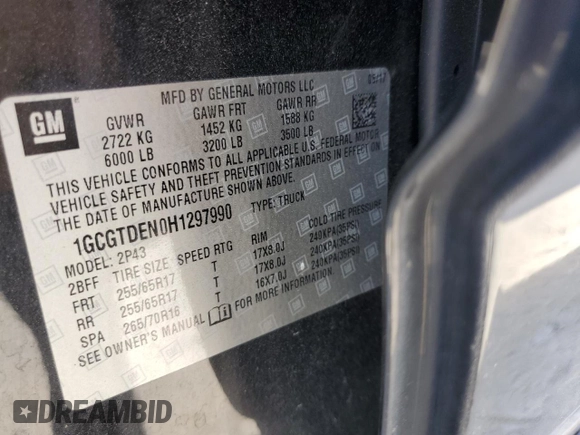 GM
MFD BY GENERAL MOTORS LLC
GVWR GAWR FRT GAWR RR
2722 KG 1452 KG 1588 KG
6000 LB 3200 LB 3500 LB
THIS VEHICLE CONFORMS TO ALL APPLICABLE U.S. FEDERAL MOTOR
VEHICLE SAFETY AND THEFT PREVENTION STANDARDS IN EFFECT ON
THE DATE OF MANUFACTURE SHOWN ABOVE.
1GCGTDEN0H1297990 TYPE: TRUCK
MODEL: 2P43
2BFF TIRE SIZE SPEED RTG RIM COLD TIRE PRESSURE
FRT 255/65R17 T 17X8.0J 240KPA(35PSI)
RR 255/65R17 T 17X8.0J 240KPA(35PSI)
SPA 265/70R16 T 16X7.0J 240KPA(35PSI)
SEE OWNER'S MANUAL FOR MORE INFORMATION.
DREAMBID